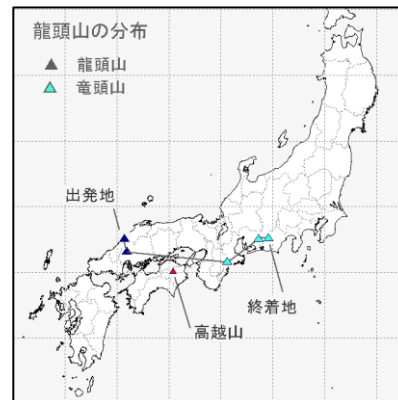 龍頭山の分布
龍頭山
竜頭山
出発地
終着地
高越山